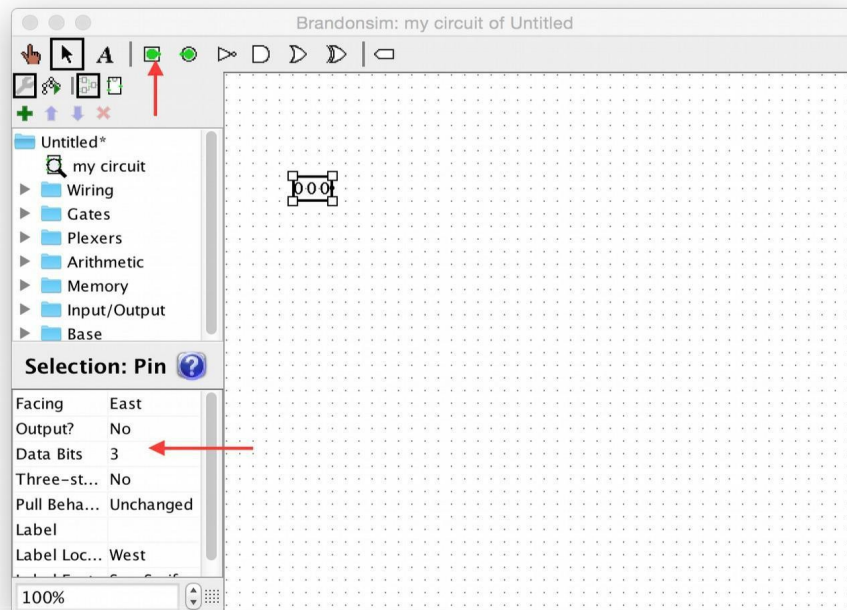 Brandonsim: my circuit of Untitled
A
Untitled*
my circuit
Wiring
Gates
Plexers
Arithmetic
Memory
Input/Output
Base
000
Selection: Pin ?
Facing East
Output? No
Data Bits 3
Three-st... No
Pull Beha... Unchanged
Label
Label Loc... West
100%